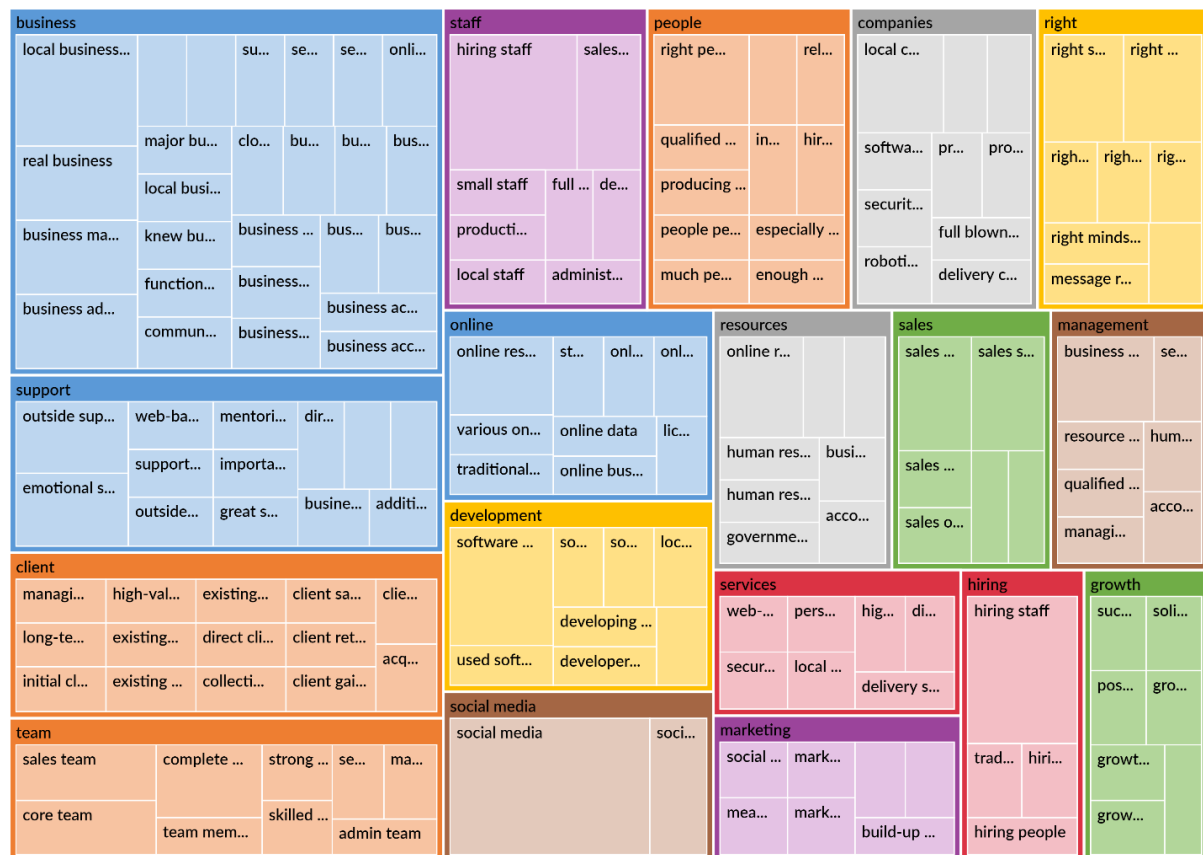 business
local business...
su...
se...
se...
onli...
major bu...
clo...
bu...
bu...
bus...
real business
local busi...
business ma...
knew bu...
business ...
bus...
bus...
function...
business...
business ad...
business ac...
commun...
business...
business acc...
staff
hiring staff
sales...
small staff
full ...
de...
producti...
local staff
administ...
people
right pe...
rel...
qualified ...
in...
hir...
producing ...
people pe...
especially ...
much pe...
enough ...
companies
local c...
softwa...
pr...
pro...
securit...
full blown...
roboti...
delivery c...
right
right s...
right ...
righ...
righ...
rig...
right minds...
message r...
support
outside sup...
web-ba...
mentori...
dir...
support...
importa...
emotional s...
outside...
great s...
busine...
additi...
online
online res...
st...
onl...
onl...
various on...
online data
lic...
traditional...
online bus...
resources
online r...
human res...
busi...
human res...
acco...
governme...
sales
sales ...
sales s...
sales ...
sales o...
management
business ...
se...
resource ...
hum...
qualified ...
acco...
managi...
client
managi...
high-val...
existing...
client sa...
clie...
long-te...
existing...
direct cli...
client ret...
acq...
initial cl...
existing ...
collecti...
client gai...
development
software ...
so...
so...
loc...
developing ...
used soft...
developer...
services
web-...
pers...
hig...
di...
secur...
local ...
delivery s...
hiring
hiring staff
trad...
hiri...
hiring people
growth
suc...
soli...
pos...
gro...
growt...
grow...
team
sales team
complete ...
strong ...
se...
ma...
core team
skilled ...
team mem...
admin team
social media
social media
soci...
marketing
social ...
mark...
mea...
mark...
build-up ...